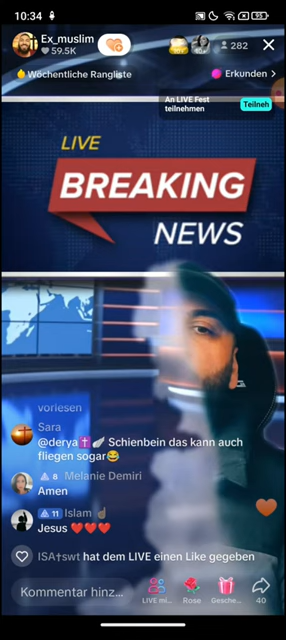 10:34
95
Ex_muslim
59.5K
282
Wöchentliche Rangliste
Erkunden >
An LIVE Fest
teilnehmen
Teilneh
LIVE
BREAKING
NEWS
vorlesen
Sara
@derya✝️🪽 Schienbein das kann auch
fliegen sogar😂
8 Melanie Demiri
Amen
11 Islam ☝🏽
Jesus ❤️❤️❤️
ISA†swt hat dem LIVE einen Like gegeben
Kommentar hinz...
LIVE mi...
Rose
Gesche...
40